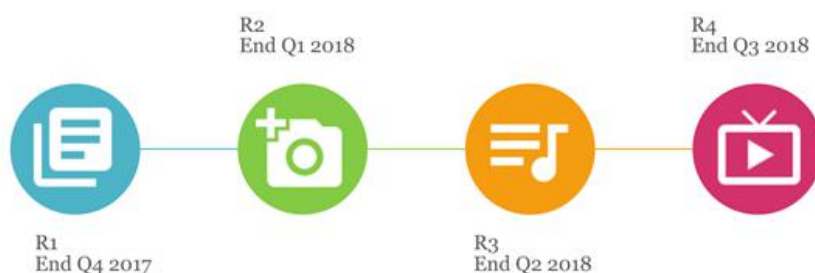 R1
End Q4 2017
R2
End Q1 2018
R3
End Q2 2018
R4
End Q3 2018